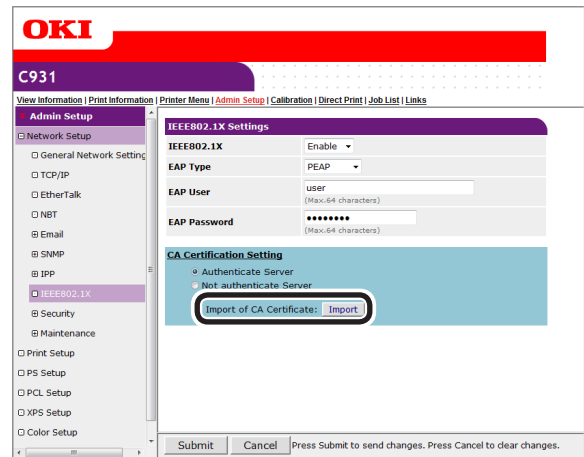 OKI
C931
View Information | Print Information | Printer Menu | Admin Setup | Calibration | Direct Print | Job List | Links
Admin Setup
Network Setup
General Network Setting
TCP/IP
EtherTalk
NBT
Email
SNMP
IPP
IEEE802.1X
Security
Maintenance
Print Setup
PS Setup
PCL Setup
XPS Setup
Color Setup
IEEE802.1X Settings
IEEE802.1X Enable
EAP Type PEAP
EAP User user
(Max.64 characters)
EAP Password ••••••••
(Max.64 characters)
CA Certification Setting
Authenticate Server
Not authenticate Server
Import of CA Certificate: Import
Submit Cancel Press Submit to send changes. Press Cancel to clear changes.